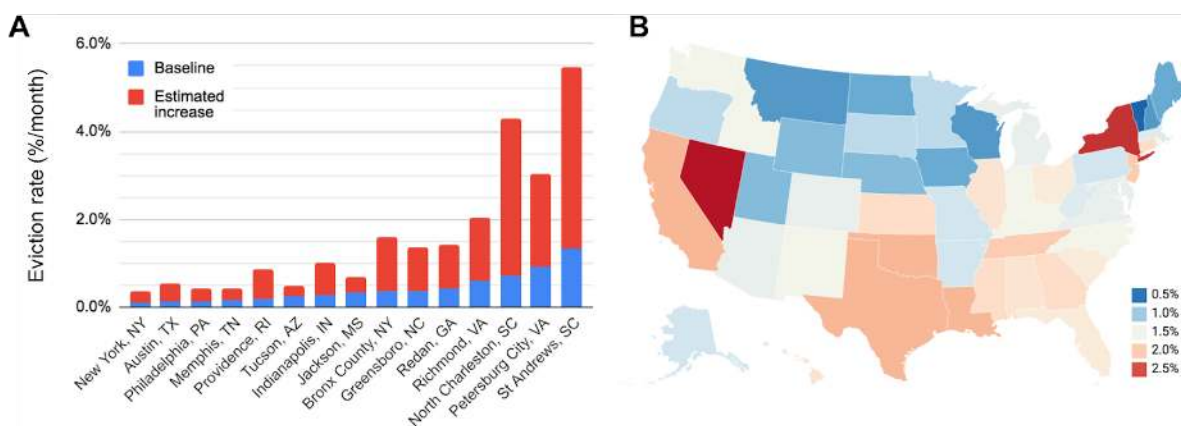 A
Eviction rate (%/month)
6.0%
4.0%
2.0%
0.0%
Baseline
Estimated
increase
New York, NY
Austin, TX
Philadelphia, PA
Memphis, TN
Providence, RI
Tucson, AZ
Indianapolis, IN
Jackson, MS
Bronx County, NY
Greensboro, NC
Redan, GA
Richmond, VA
North Charleston, SC
Petersburg City, VA
St Andrews, SC
B
0.5%
1.0%
1.5%
2.0%
2.5%